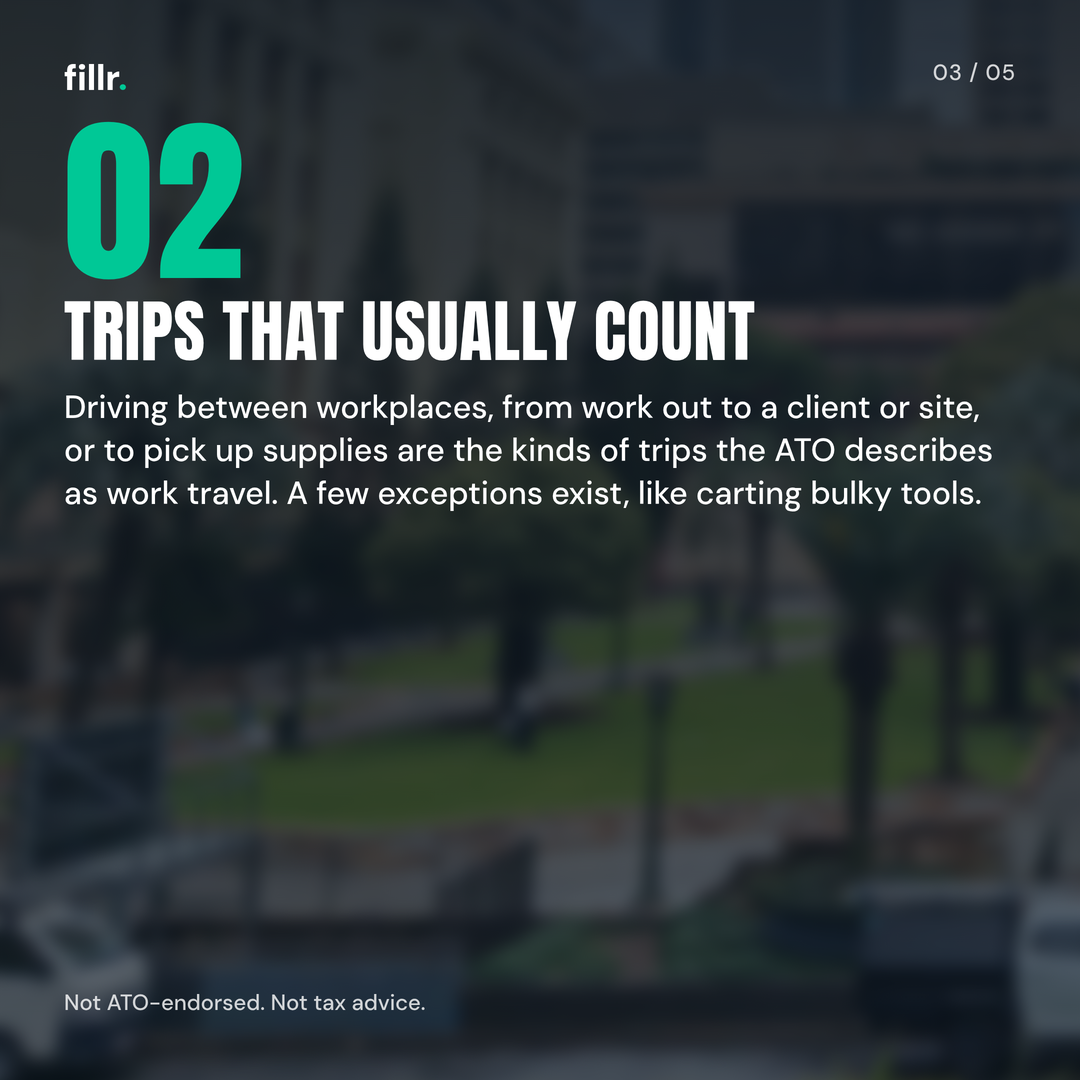 fillr.
03 / 05
02
TRIPS THAT USUALLY COUNT
Driving between workplaces, from work out to a client or site,
or to pick up supplies are the kinds of trips the ATO describes
as work travel. A few exceptions exist, like carting bulky tools.
Not ATO-endorsed. Not tax advice.